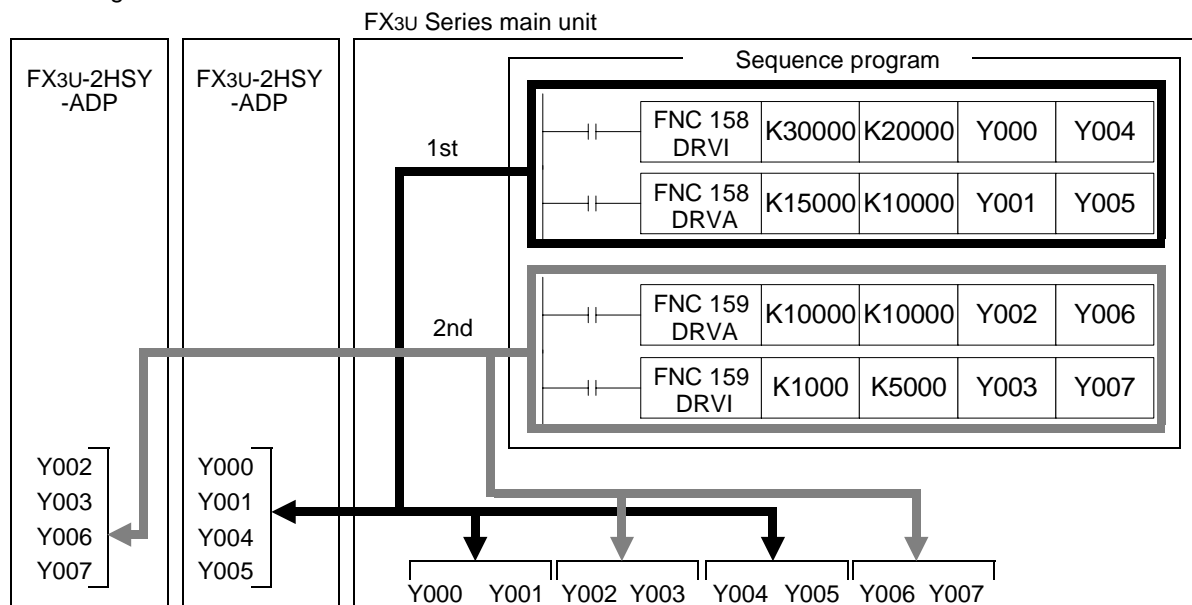 FX3U Series main unit
FX3U-2HSY
-ADP
FX3U-2HSY
-ADP
Sequence program
1st
FNC 158
DRVI
K30000
K20000
Y000
Y004
FNC 158
DRVA
K15000
K10000
Y001
Y005
2nd
FNC 159
DRVA
K10000
K10000
Y002
Y006
FNC 159
DRVI
K1000
K5000
Y003
Y007
Y002
Y003
Y006
Y007
Y000
Y001
Y004
Y005
Y000 Y001 Y002 Y003 Y004 Y005 Y006 Y007